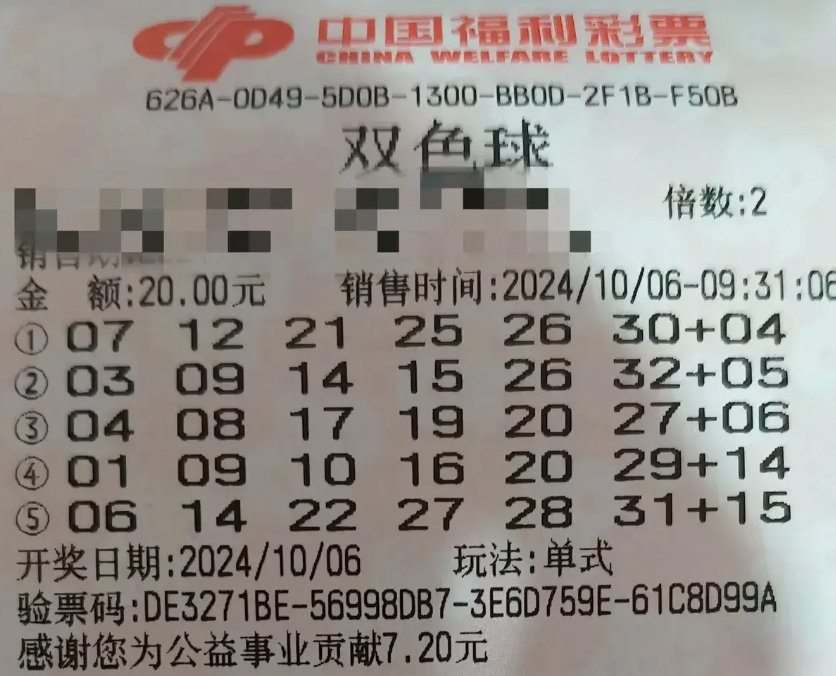 中国福利彩票
CHINA WELFARE LOTTERY
626A-0D49-5D0B-1300-BB0D-2F1B-F50B
双色球
倍数:2
金 额:20.00元 销售时间:2024/10/06-09:31:06
① 07 12 21 25 26 30+04
② 03 09 14 15 26 32+05
③ 04 08 17 19 20 27+06
④ 01 09 10 16 20 29+14
⑤ 06 14 22 27 28 31+15
开奖日期:2024/10/06 玩法:单式
验票码:DE3271BE-56998DB7-3E6D759E-61C8D99A
感谢您为公益事业贡献7.20元